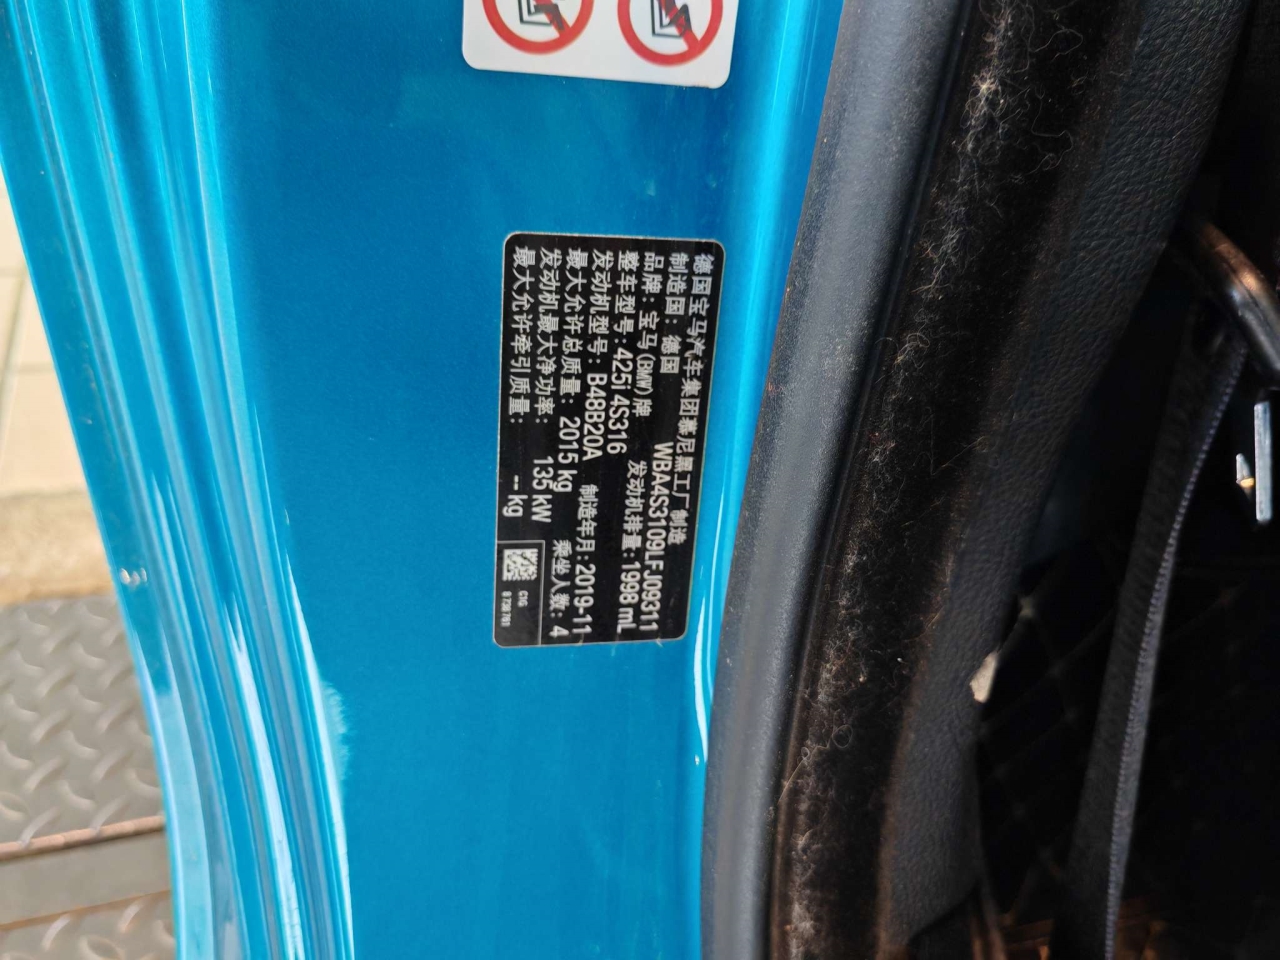 德国宝马汽车集团慕尼黑工厂制造
制造国：德国 WBA4S3109LFJ09311
品牌：宝马(BMW)牌 发动机排量：1998 mL
整车型号：425i 4S316
发动机型号：B48B20A 制造年月：2019-11
最大允许总质量：2015 kg 乘坐人数：4
发动机最大净功率：135 kW
最大允许牵引质量：-- kg
C1G